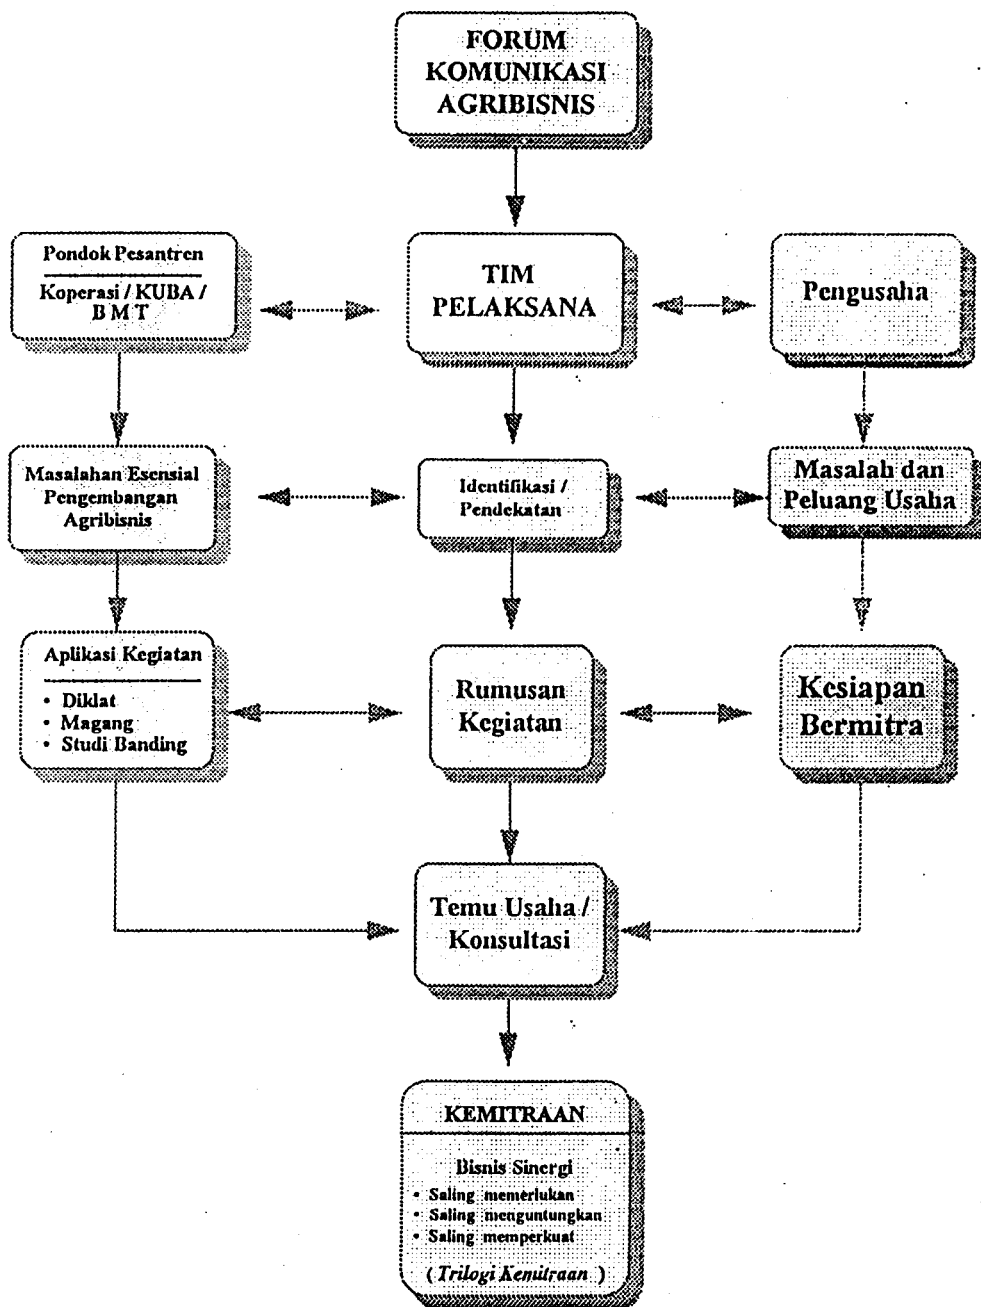 FORUM
KOMUNIKASI
AGRIBISNIS
Pondok Pesantren
Koperasi / KUBA /
B M T
TIM
PELAKSANA
Pengusaha
Masalahan Esensial
Pengembangan
Agribisnis
Identifikasi /
Pendekatan
Masalah dan
Peluang Usaha
Aplikasi Kegiatan
• Diklat
• Magang
• Studi Banding
Rumusan
Kegiatan
Kesiapan
Bermitra
Temu Usaha /
Konsultasi
KEMITRAAN
Bisnis Sinergi
• Saling memerlukan
• Saling menguntungkan
• Saling memperkuat
( Trilogi Kemitraan )